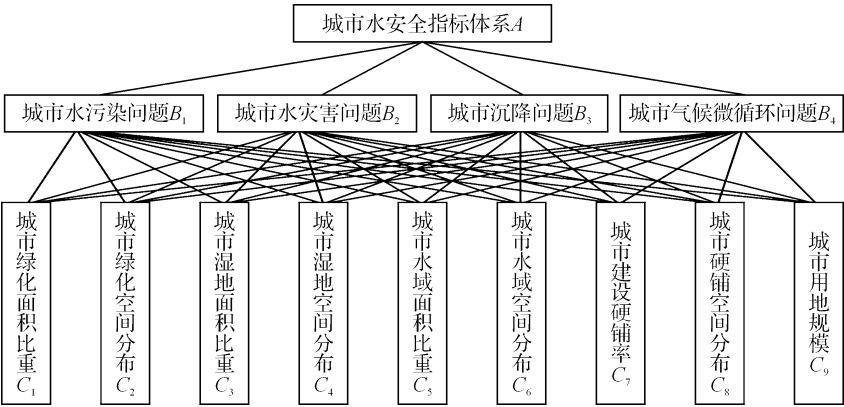 城市水安全指标体系A
城市水污染问题B₁
城市水灾害问题B₂
城市沉降问题B₃
城市气候微循环问题B₄
城市绿化面积比重C₁
城市绿化空间分布C₂
城市湿地面积比重C₃
城市湿地空间分布C₄
城市水域面积比重C₅
城市水域空间分布C₆
城市建设硬铺率C₇
城市硬铺空间分布C₈
城市用地规模C₉